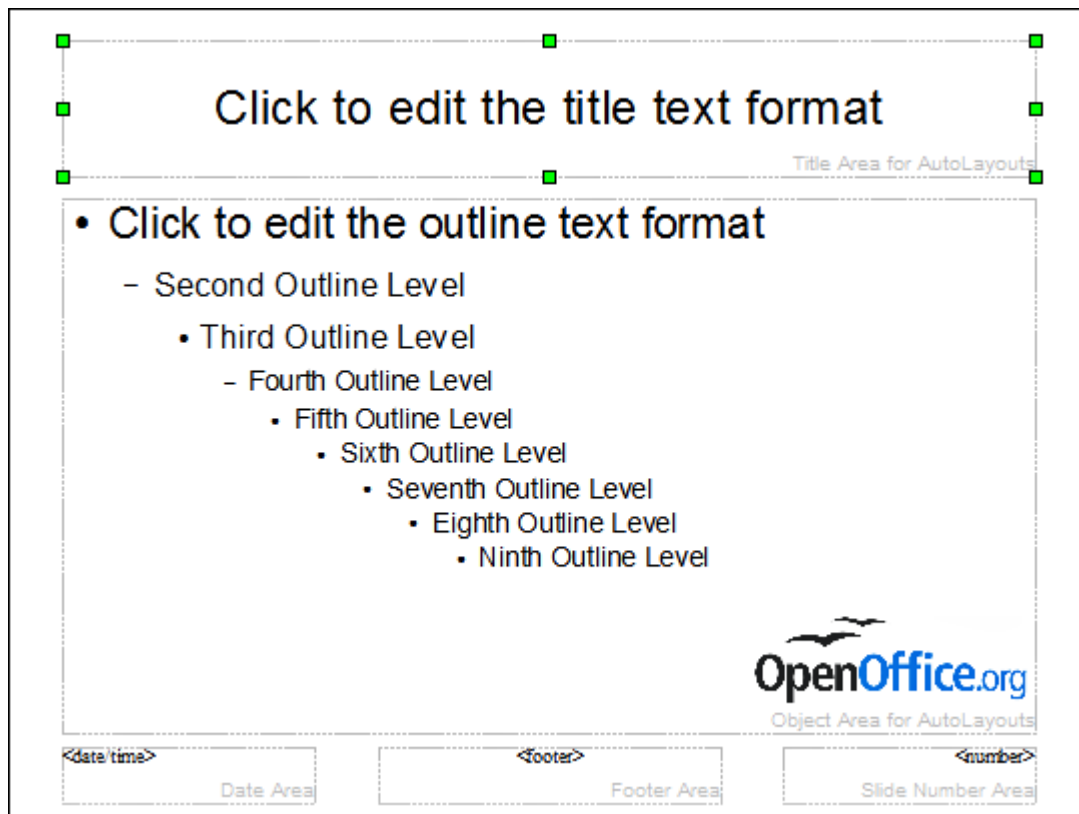 Click to edit the title text format
Title Area for AutoLayouts
• Click to edit the outline text format
– Second Outline Level
• Third Outline Level
– Fourth Outline Level
• Fifth Outline Level
• Sixth Outline Level
• Seventh Outline Level
• Eighth Outline Level
• Ninth Outline Level
OpenOffice.org
Object Area for AutoLayouts
<date/time> <footer> <number>
Date Area Footer Area Slide Number Area